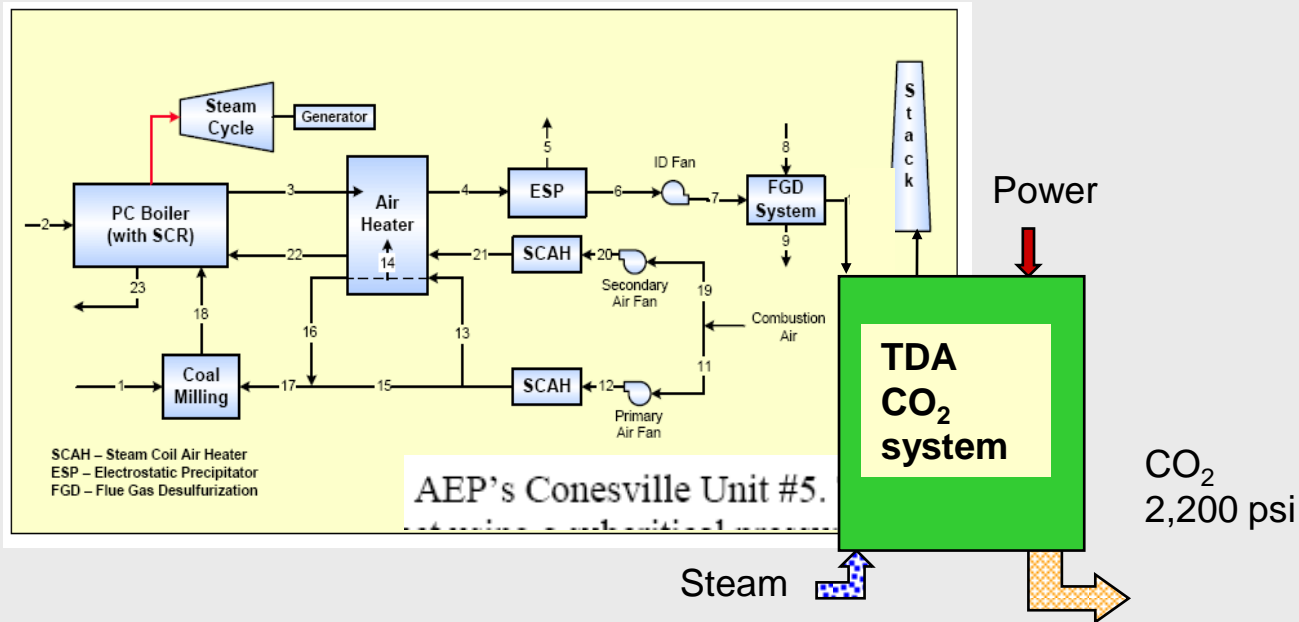 Steam
Cycle
Generator
S
t
a
c
k
5
8
ID Fan
Power
3
4
ESP
6
7
FGD
System
1
2
PC Boiler
(with SCR)
Air
Heater
9
22
14
21
SCAH
20
Secondary
Air Fan
19
23
18
16
13
Combustion
Air
11
TDA
CO₂
system
1
Coal
Milling
17
15
SCAH
12
Primary
Air Fan
SCAH – Steam Coil Air Heater
ESP – Electrostatic Precipitator
FGD – Flue Gas Desulfurization
AEP's Conesville Unit #5.
CO₂
2,200 psi
Steam